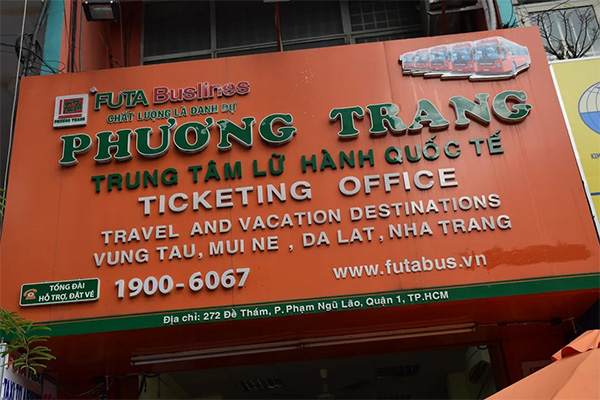 FUTA Buslines
CHẤT LƯỢNG LÀ DANH DỰ
PHƯƠNG TRANG
PHƯƠNG TRANG
TRUNG TÂM LỮ HÀNH QUỐC TẾ
TICKETING OFFICE
TRAVEL AND VACATION DESTINATIONS
VUNG TAU, MUI NE, DA LAT, NHA TRANG
TỔNG ĐÀI
HỖ TRỢ, ĐẶT VÉ
1900-6067
www.futabus.vn
Địa chỉ: 272 Đề Thám, P. Phạm Ngũ Lão, Quận 1, TP.HCM